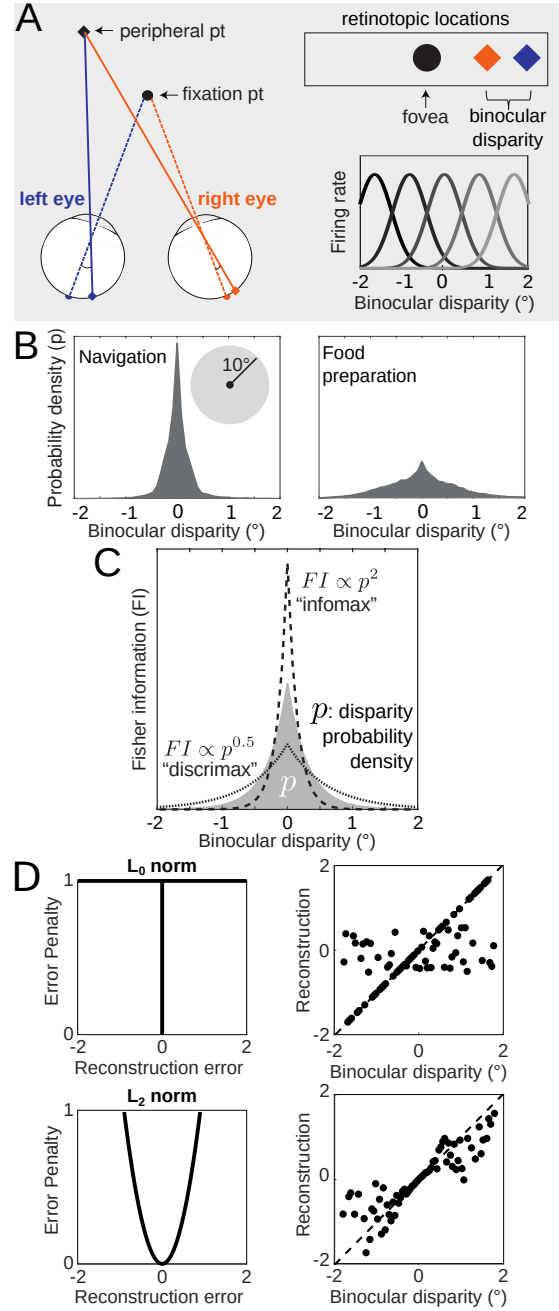 A
peripheral pt
fixation pt
left eye
right eye
retinotopic locations
fovea
binocular
disparity
Firing rate
-2 -1 0 1 2
Binocular disparity (°)
B
Probability density (p)
Navigation
10°
-2 -1 0 1 2
Binocular disparity (°)
Food
preparation
-2 -1 0 1 2
Binocular disparity (°)
C
Fisher information (FI)
FI ∝ p²
“infomax”
p: disparity
probability
density
FI ∝ p^0.5
“discrimax”
p
-2 -1 0 1 2
Binocular disparity (°)
D
L₀ norm
Error Penalty
1
0
-2 0 2
Reconstruction error
Reconstruction
2
0
-2
-2 0 2
Binocular disparity (°)
L₂ norm
Error Penalty
1
0
-2 0 2
Reconstruction error
Reconstruction
2
0
-2
-2 0 2
Binocular disparity (°)